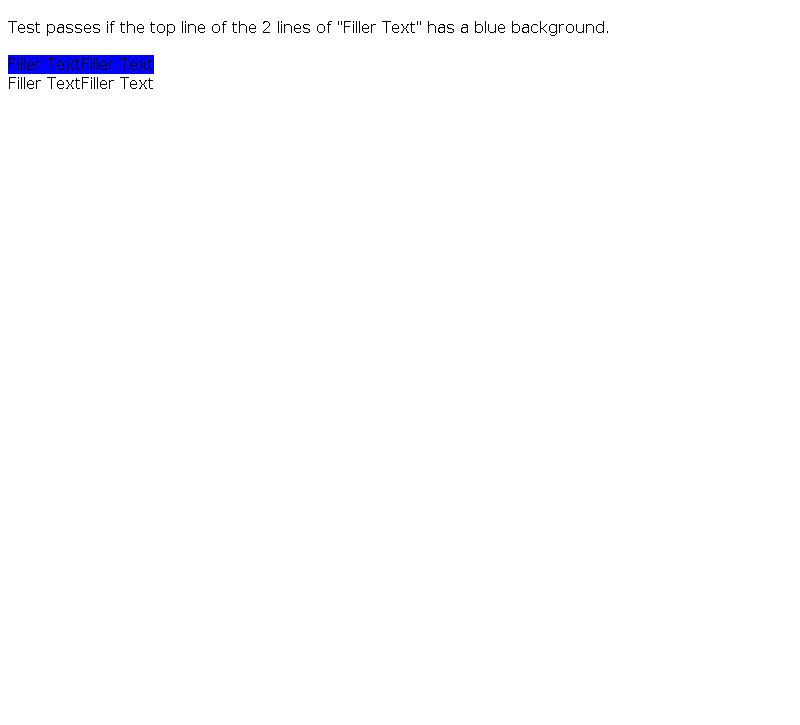 Test passes if the top line of the 2 lines of "Filler Text" has a blue background.
Filler TextFiller Text
Filler TextFiller Text